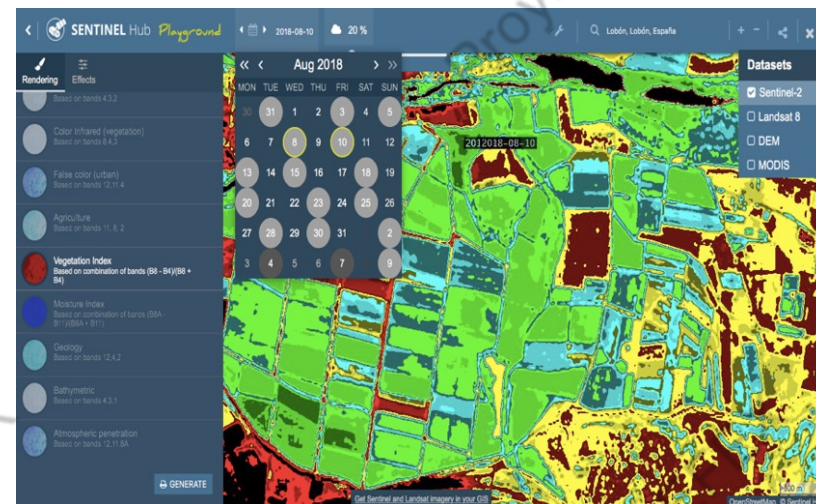 SENTINEL Hub Playground
2018-08-10
20 %
Lobón, Lobón, España
Rendering
Effects
Based on bands 4,3,2
Color Infrared (vegetation)
Based on bands 8,4,3
False color (urban)
Based on bands 12,11,4
Agriculture
Based on bands 11, 8, 2
Vegetation Index
Based on combination of bands (B8 - B4)/(B8 +
B4)
Moisture Index
Based on combination of bands (B8A -
B11)/(B8A + B11)
Geology
Based on bands 12,4,2
Bathymetric
Based on bands 4,3,1
Atmospheric penetration
Based on bands 12,11,8A
GENERATE
« ‹ Aug 2018 › »
MON TUE WED THU FRI SAT SUN
30 31 1 2 3 4 5
6 7 8 9 10 11 12
13 14 15 16 17 18 19
20 21 22 23 24 25 26
27 28 29 30 31 2
3 4 5 6 7 9
2012018-08-10
Datasets
Sentinel-2
Landsat 8
DEM
MODIS
Get Sentinel and Landsat imagery in your GIS
OpenStreetMap, © Sentinel H